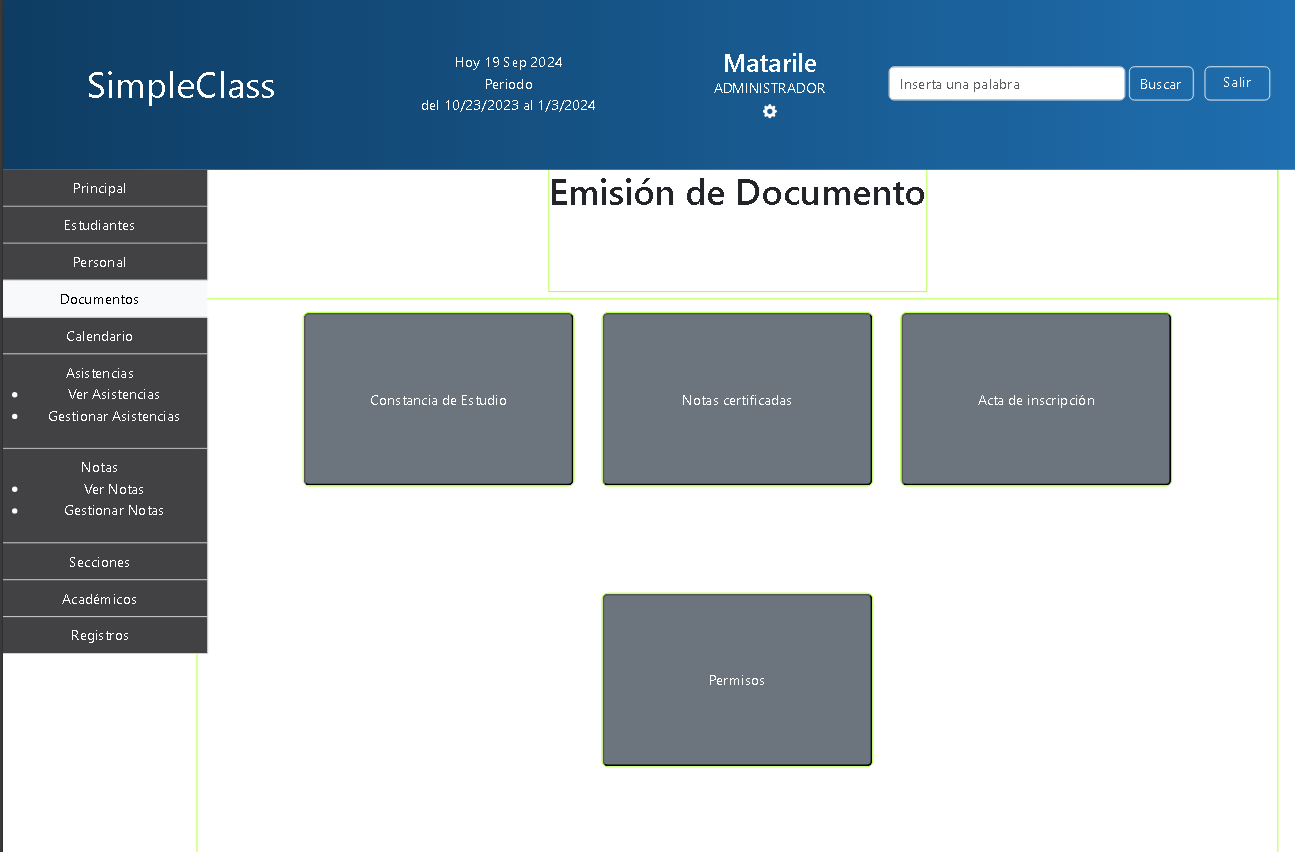 SimpleClass
Hoy 19 Sep 2024
Periodo
del 10/23/2023 al 1/3/2024
Matarile
ADMINISTRADOR
Inserta una palabra
Buscar
Salir
Principal
Estudiantes
Personal
Documentos
Calendario
Asistencias
Ver Asistencias
Gestionar Asistencias
Notas
Ver Notas
Gestionar Notas
Secciones
Académicos
Registros
Emisión de Documento
Constancia de Estudio
Notas certificadas
Acta de inscripción
Permisos